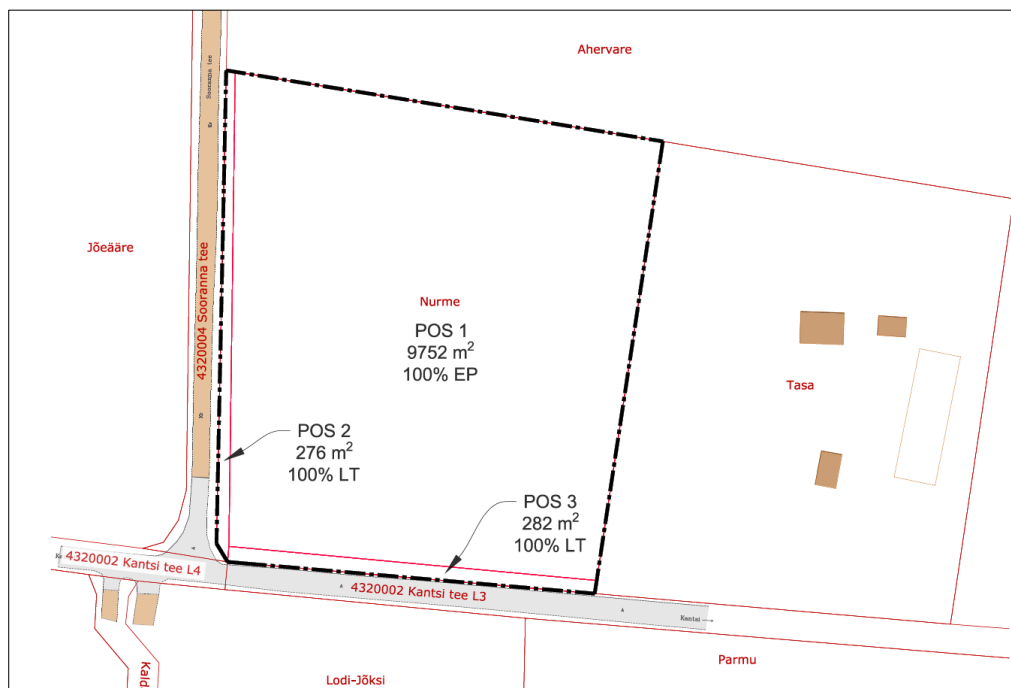 Ahervare
Sooranna tee
Jõeääre
4320004 Sooranna tee
Nurme
POS 1
9752 m²
100% EP
Tasa
POS 2
276 m²
100% LT
POS 3
282 m²
100% LT
4320002 Kantsi tee L4
4320002 Kantsi tee L3
Kantsi
Parmu
Lodi-Jõksi
Kald